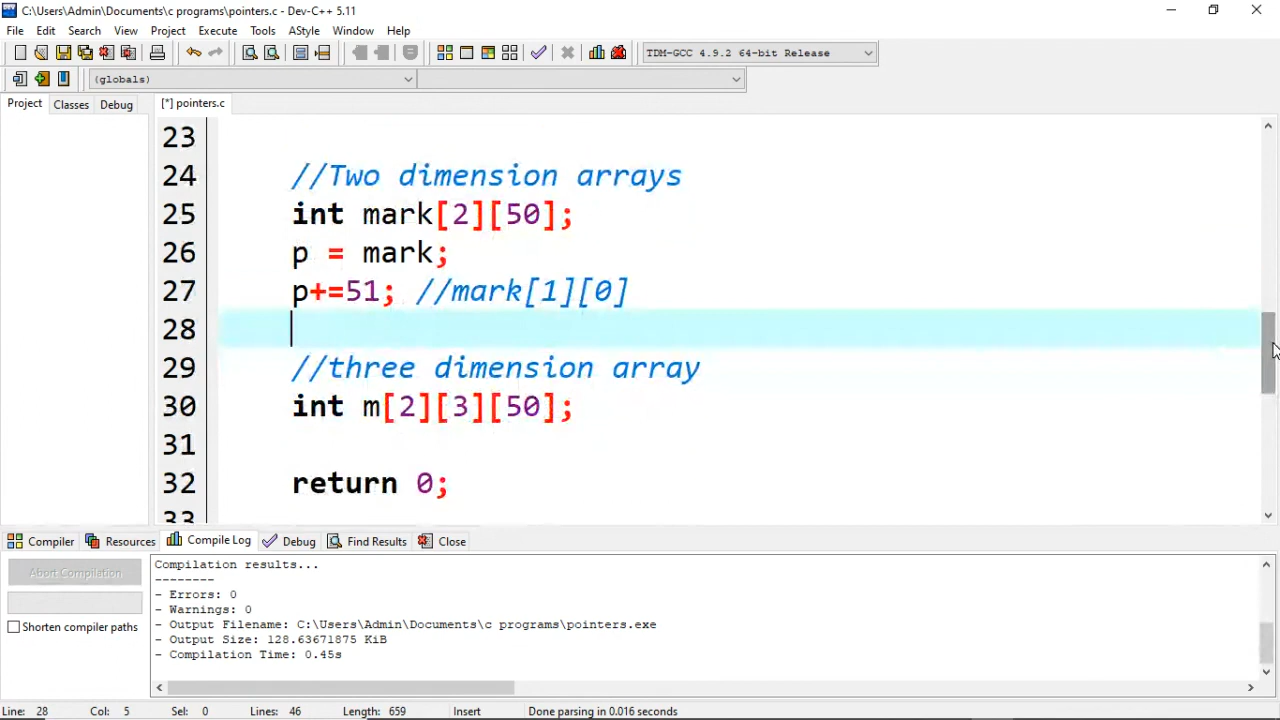 C:\Users\Admin\Documents\c programs\pointers.c - Dev-C++ 5.11
File Edit Search View Project Execute Tools AStyle Window Help
TDM-GCC 4.9.2 64-bit Release
(globals)
Project Classes Debug [*] pointers.c
23
24 //Two dimension arrays
25 int mark[2][50];
26 p = mark;
27 p+=51; //mark[1][0]
28
29 //three dimension array
30 int m[2][3][50];
31
32 return 0;
33
Compiler Resources Compile Log Debug Find Results Close
Abort Compilation
Shorten compiler paths
Compilation results...
--------
- Errors: 0
- Warnings: 0
- Output Filename: C:\Users\Admin\Documents\c programs\pointers.exe
- Output Size: 128.63671875 KiB
- Compilation Time: 0.45s
Line: 28 Col: 5 Sel: 0 Lines: 46 Length: 659 Insert Done parsing in 0.016 seconds